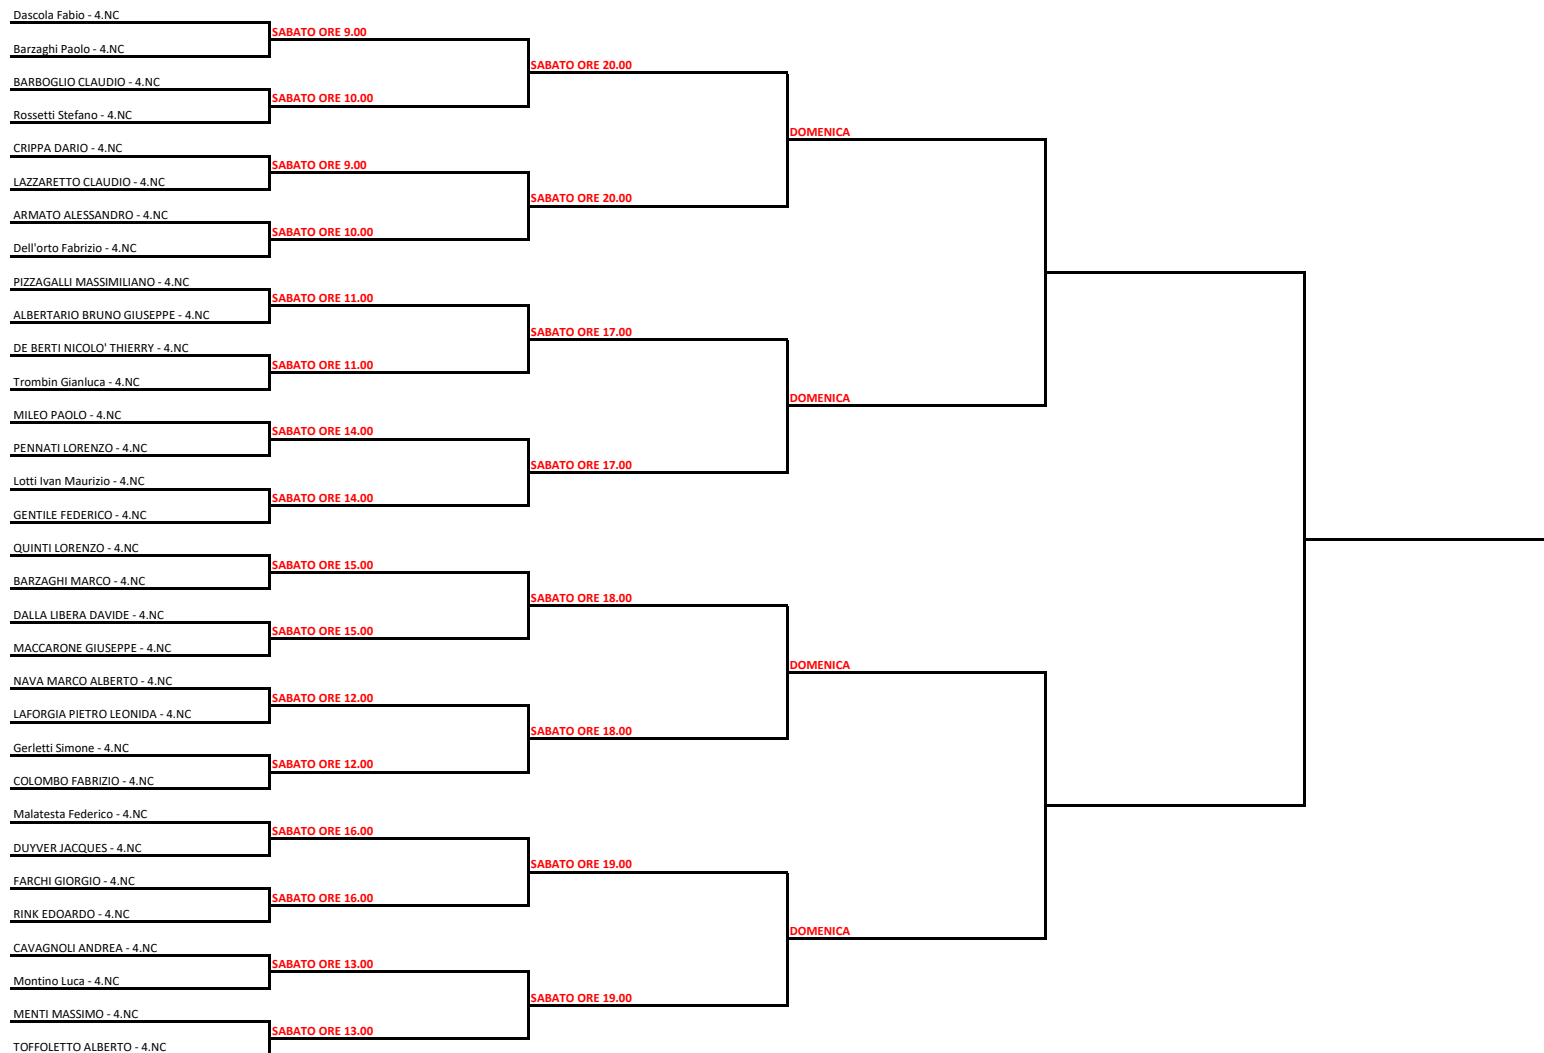 Dascola Fabio - 4.NC
SABATO ORE 9.00
Barzaghi Paolo - 4.NC
SABATO ORE 20.00
BARBOGLIO CLAUDIO - 4.NC
SABATO ORE 10.00
Rossetti Stefano - 4.NC
DOMENICA
CRIPPA DARIO - 4.NC
SABATO ORE 9.00
LAZZARETTO CLAUDIO - 4.NC
SABATO ORE 20.00
ARMATO ALESSANDRO - 4.NC
SABATO ORE 10.00
Dell'orto Fabrizio - 4.NC
PIZZAGALLI MASSIMILIANO - 4.NC
SABATO ORE 11.00
ALBERTARIO BRUNO GIUSEPPE - 4.NC
SABATO ORE 17.00
DE BERTI NICOLO' THIERRY - 4.NC
SABATO ORE 11.00
Trombin Gianluca - 4.NC
DOMENICA
MILEO PAOLO - 4.NC
SABATO ORE 14.00
PENNATI LORENZO - 4.NC
SABATO ORE 17.00
Lotti Ivan Maurizio - 4.NC
SABATO ORE 14.00
GENTILE FEDERICO - 4.NC
QUINTI LORENZO - 4.NC
SABATO ORE 15.00
BARZAGHI MARCO - 4.NC
SABATO ORE 18.00
DALLA LIBERA DAVIDE - 4.NC
SABATO ORE 15.00
MACCARONE GIUSEPPE - 4.NC
DOMENICA
NAVA MARCO ALBERTO - 4.NC
SABATO ORE 12.00
LAFORGIA PIETRO LEONIDA - 4.NC
SABATO ORE 18.00
Gerletti Simone - 4.NC
SABATO ORE 12.00
COLOMBO FABRIZIO - 4.NC
Malatesta Federico - 4.NC
SABATO ORE 16.00
DUYVER JACQUES - 4.NC
SABATO ORE 19.00
FARCHI GIORGIO - 4.NC
SABATO ORE 16.00
RINK EDOARDO - 4.NC
DOMENICA
CAVAGNOLI ANDREA - 4.NC
SABATO ORE 13.00
Montino Luca - 4.NC
SABATO ORE 19.00
MENTI MASSIMO - 4.NC
SABATO ORE 13.00
TOFFOLETTO ALBERTO - 4.NC